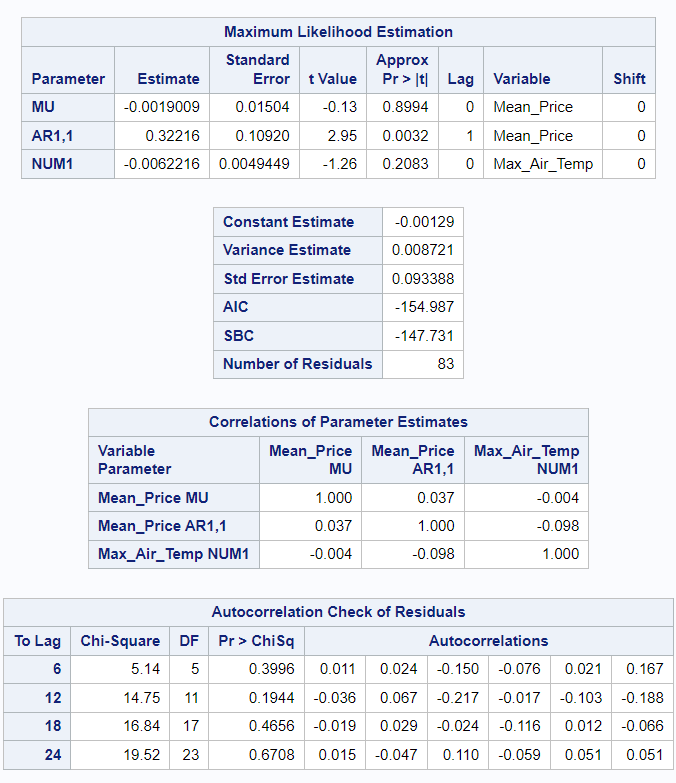 Maximum Likelihood Estimation
Parameter Estimate Standard Error t Value Approx Pr > |t| Lag Variable Shift
MU -0.0019009 0.01504 -0.13 0.8994 0 Mean_Price 0
AR1,1 0.32216 0.10920 2.95 0.0032 1 Mean_Price 0
NUM1 -0.0062216 0.0049449 -1.26 0.2083 0 Max_Air_Temp 0
Constant Estimate -0.00129
Variance Estimate 0.008721
Std Error Estimate 0.093388
AIC -154.987
SBC -147.731
Number of Residuals 83
Correlations of Parameter Estimates
Variable Parameter Mean_Price MU Mean_Price AR1,1 Max_Air_Temp NUM1
Mean_Price MU 1.000 0.037 -0.004
Mean_Price AR1,1 0.037 1.000 -0.098
Max_Air_Temp NUM1 -0.004 -0.098 1.000
Autocorrelation Check of Residuals
To Lag Chi-Square DF Pr > ChiSq Autocorrelations
6 5.14 5 0.3996 0.011 0.024 -0.150 -0.076 0.021 0.167
12 14.75 11 0.1944 -0.036 0.067 -0.217 -0.017 -0.103 -0.188
18 16.84 17 0.4656 -0.019 0.029 -0.024 -0.116 0.012 -0.066
24 19.52 23 0.6708 0.015 -0.047 0.110 -0.059 0.051 0.051